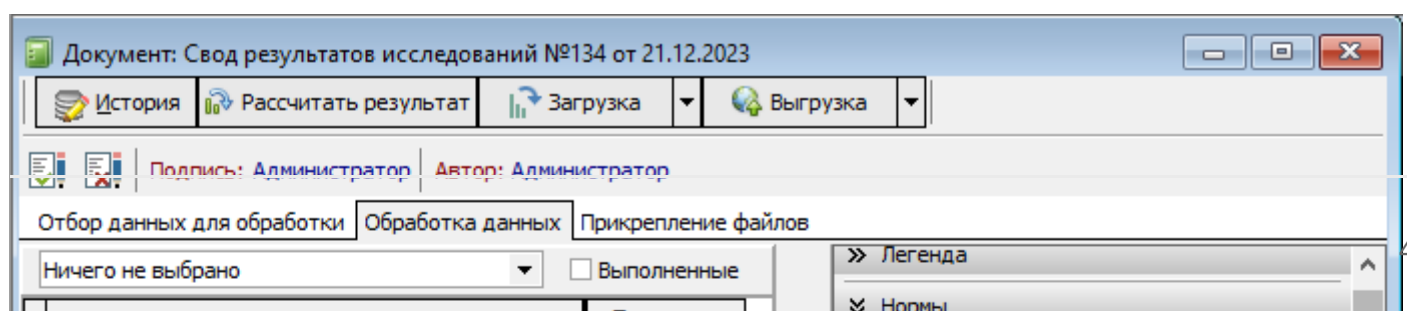 Документ: Свод результатов исследований №134 от 21.12.2023
История Рассчитать результат Загрузка Выгрузка
Подпись: Администратор Автор: Администратор
Отбор данных для обработки Обработка данных Прикрепление файлов
Ничего не выбрано Выполненные Легенда
Нормы